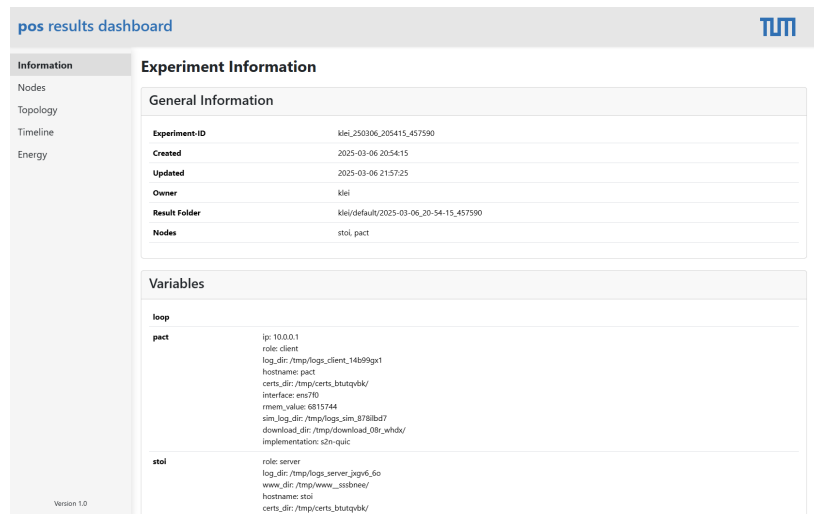 pos results dashboard
TUM
Information
Nodes
Topology
Timeline
Energy
Version 1.0
Experiment Information
General Information
Experiment-ID klei_250306_205415_457590
Created 2025-03-06 20:54:15
Updated 2025-03-06 21:57:25
Owner klei
Result Folder klei/default/2025-03-06_20-54-15_457590
Nodes stoi, pact
Variables
loop
pact ip: 10.0.0.1
role: client
log_dir: /tmp/logs_client_14b99gx1
hostname: pact
certs_dir: /tmp/certs_btutqvbk/
interface: ens7f0
rmem_value: 6815744
sim_log_dir: /tmp/logs_sim_878ilbd7
download_dir: /tmp/download_08r_whdx/
implementation: s2n-quic
stoi role: server
log_dir: /tmp/logs_server_jxgv6_6o
www_dir: /tmp/www__sssbnee/
hostname: stoi
certs_dir: /tmp/certs_btutqvbk/